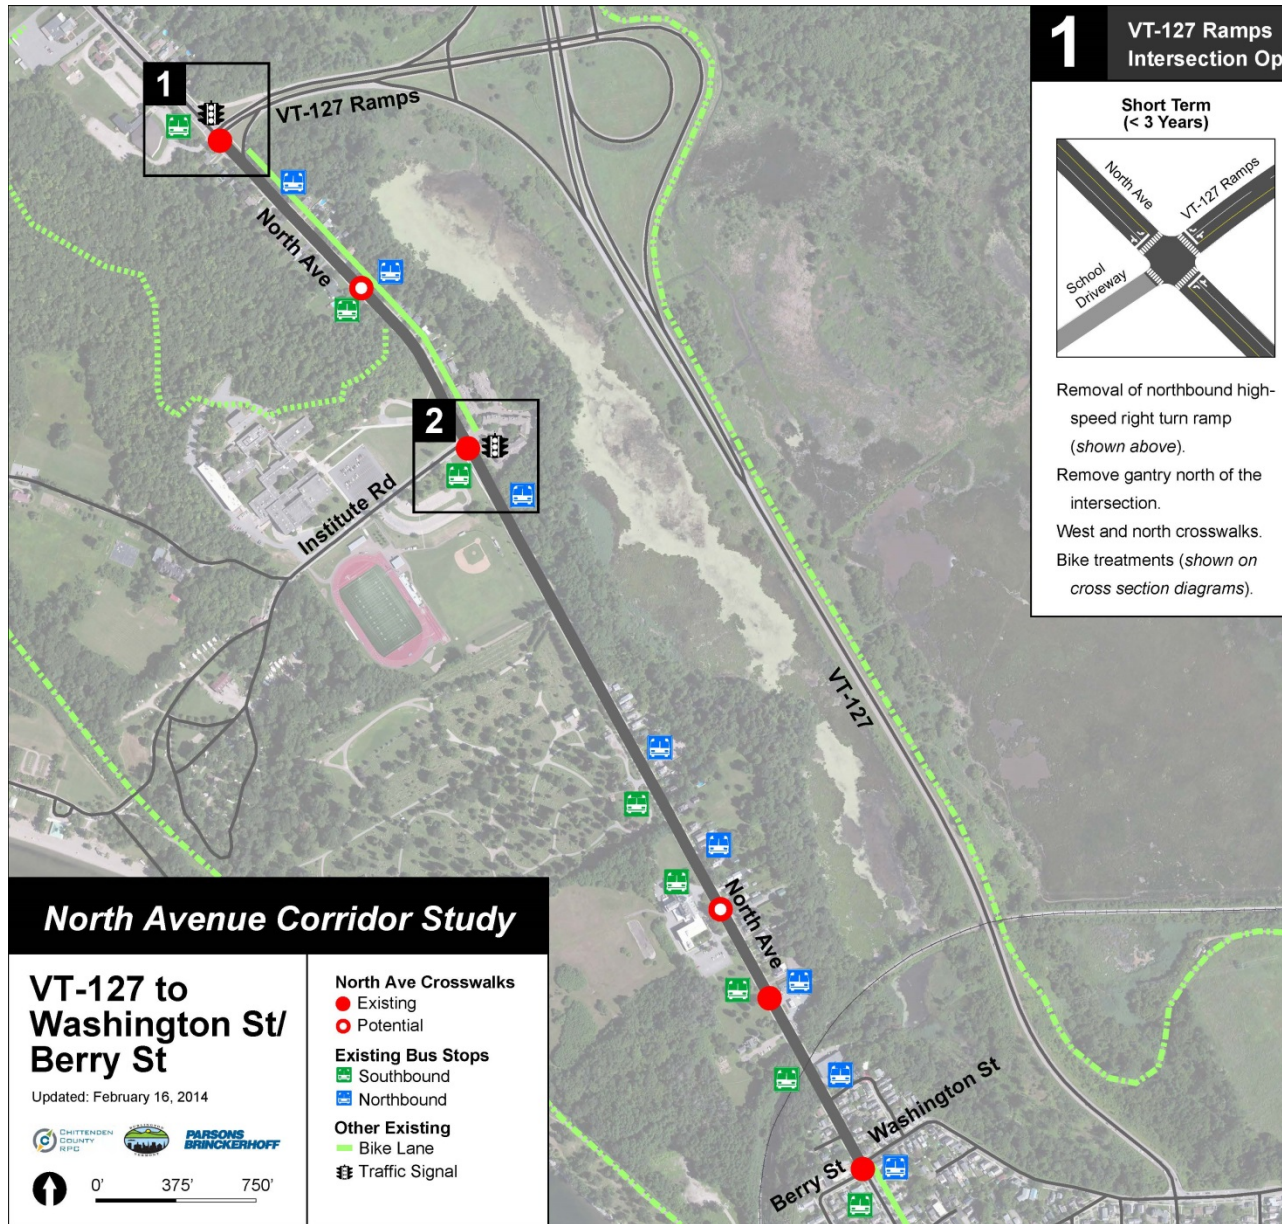 1
VT-127 Ramps
North Ave
2
Institute Rd
VT-127
North Ave
Washington St
Berry St
1
VT-127 Ramps
Intersection Op
Short Term
(< 3 Years)
North Ave
VT-127 Ramps
School
Driveway
Removal of northbound high-
speed right turn ramp
(shown above).
Remove gantry north of the
intersection.
West and north crosswalks.
Bike treatments (shown on
cross section diagrams).
North Avenue Corridor Study
VT-127 to
Washington St/
Berry St
Updated: February 16, 2014
CHITTENDEN
COUNTY
RPC
PARSONS
BRINCKERHOFF
0' 375' 750'
North Ave Crosswalks
Existing
Potential
Existing Bus Stops
Southbound
Northbound
Other Existing
Bike Lane
Traffic Signal